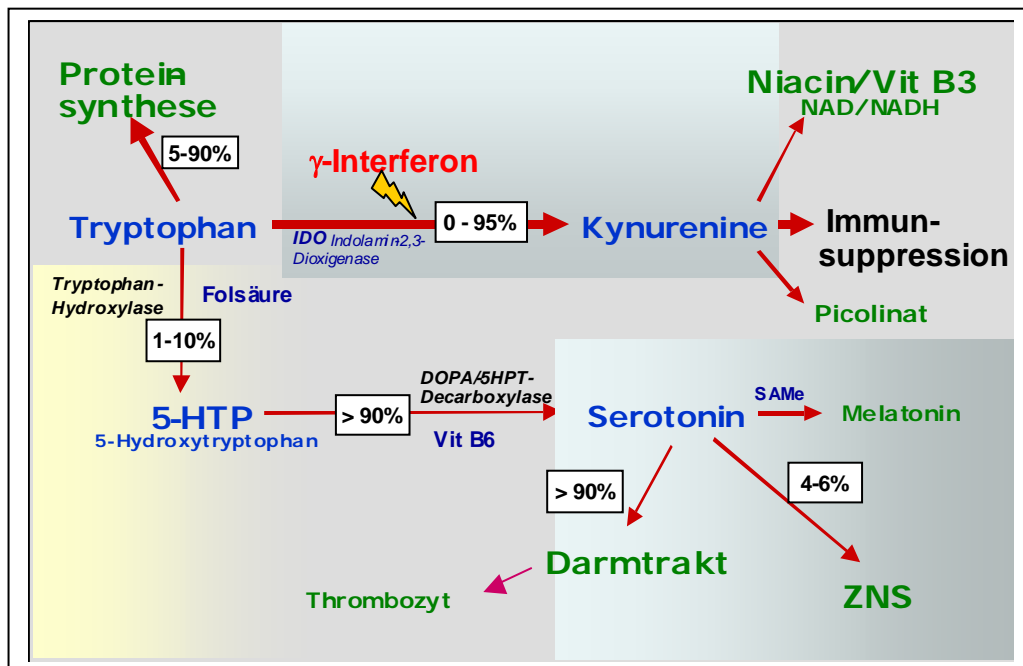 Protein
synthese
5-90%
Niacin/Vit B3
NAD/NADH
γ-Interferon
Tryptophan
0 - 95%
Kynurenine
Immun-
suppression
IDO Indolamin-2,3-
Dioxigenase
Picolinat
Tryptophan-
Hydroxylase
Folsäure
1-10%
5-HTP
5-Hydroxytryptophan
> 90%
DOPA/5HPT-
Decarboxylase
Vit B6
Serotonin
SAMe
Melatonin
> 90%
4-6%
Darmtrakt
Thrombozyt
ZNS